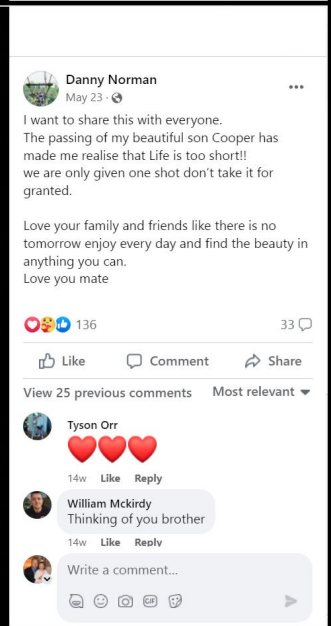 Danny Norman
May 23 ·
I want to share this with everyone.
The passing of my beautiful son Cooper has
made me realise that Life is too short!!
we are only given one shot don’t take it for
granted.
Love your family and friends like there is no
tomorrow enjoy every day and find the beauty in
anything you can.
Love you mate
136 33
Like Comment Share
View 25 previous comments Most relevant
Tyson Orr
14w Like Reply
William Mckirdy
Thinking of you brother
14w Like Reply
Write a comment...
GIF